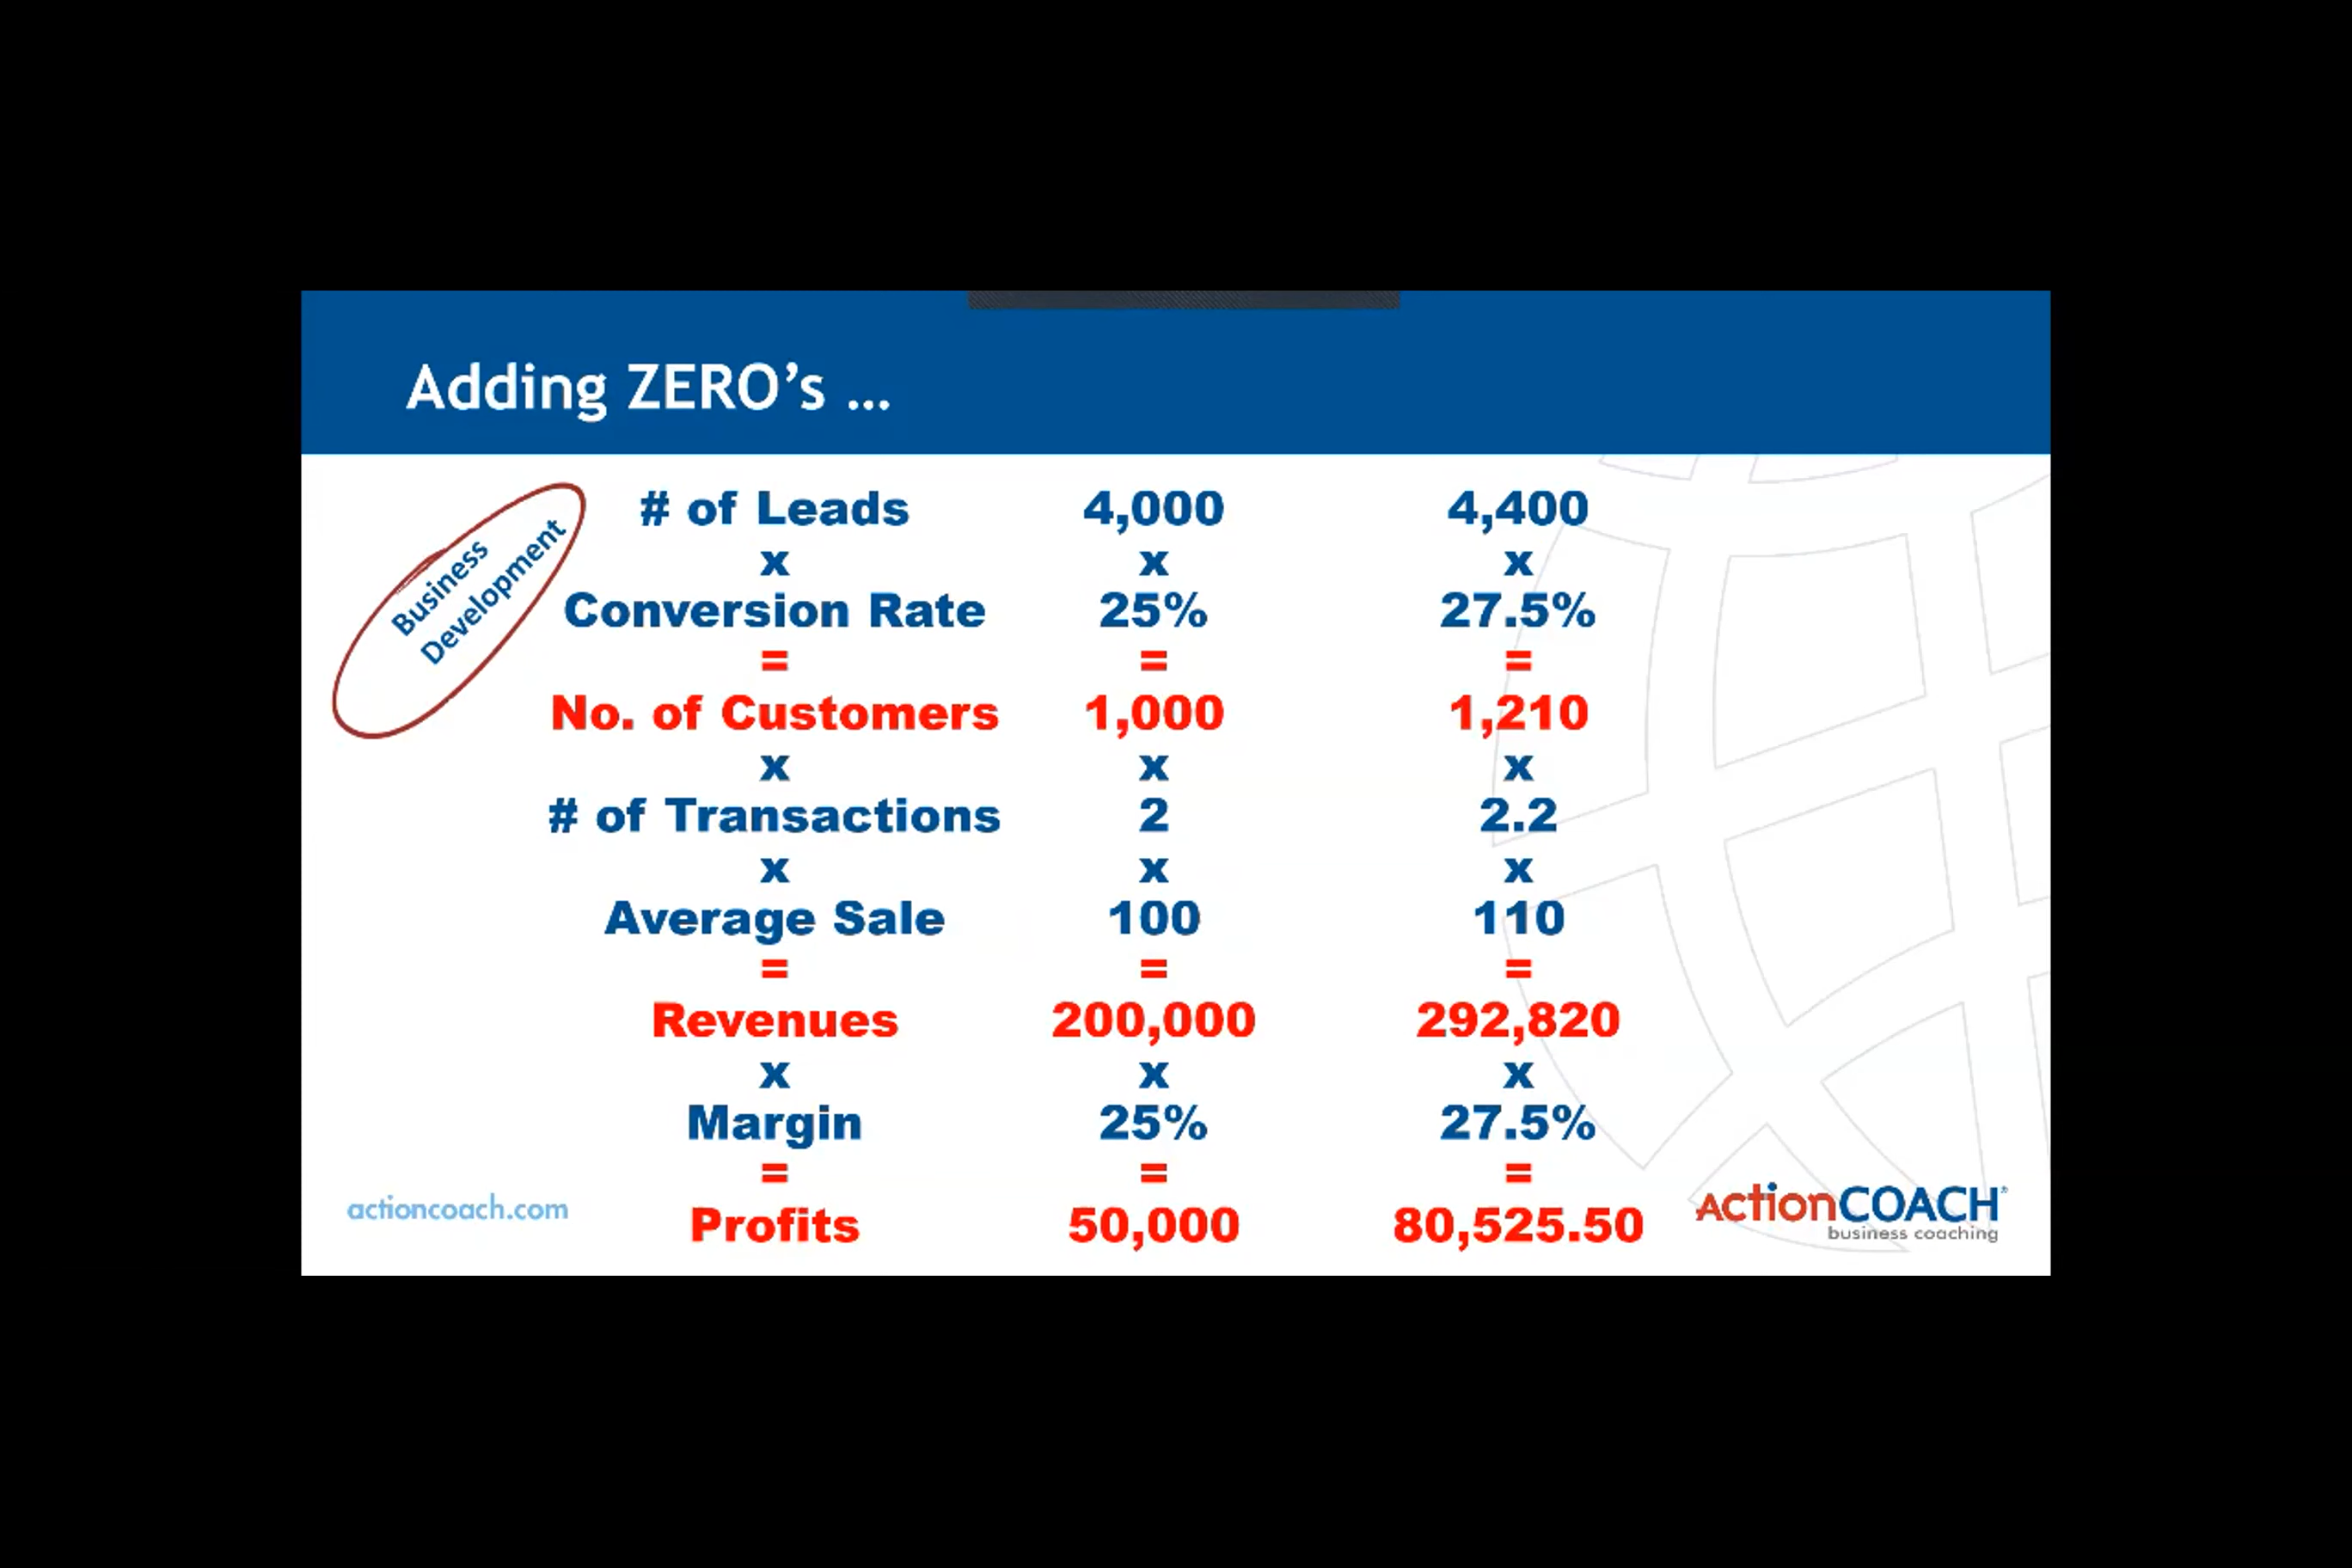 Adding ZERO’s ...
Business
Development
# of Leads 4,000 4,400
x x x
Conversion Rate 25% 27.5%
= = =
No. of Customers 1,000 1,210
x x x
# of Transactions 2 2.2
x x x
Average Sale 100 110
= = =
Revenues 200,000 292,820
x x x
Margin 25% 27.5%
= = =
Profits 50,000 80,525.50
actioncoach.com
ActionCOACH®
business coaching